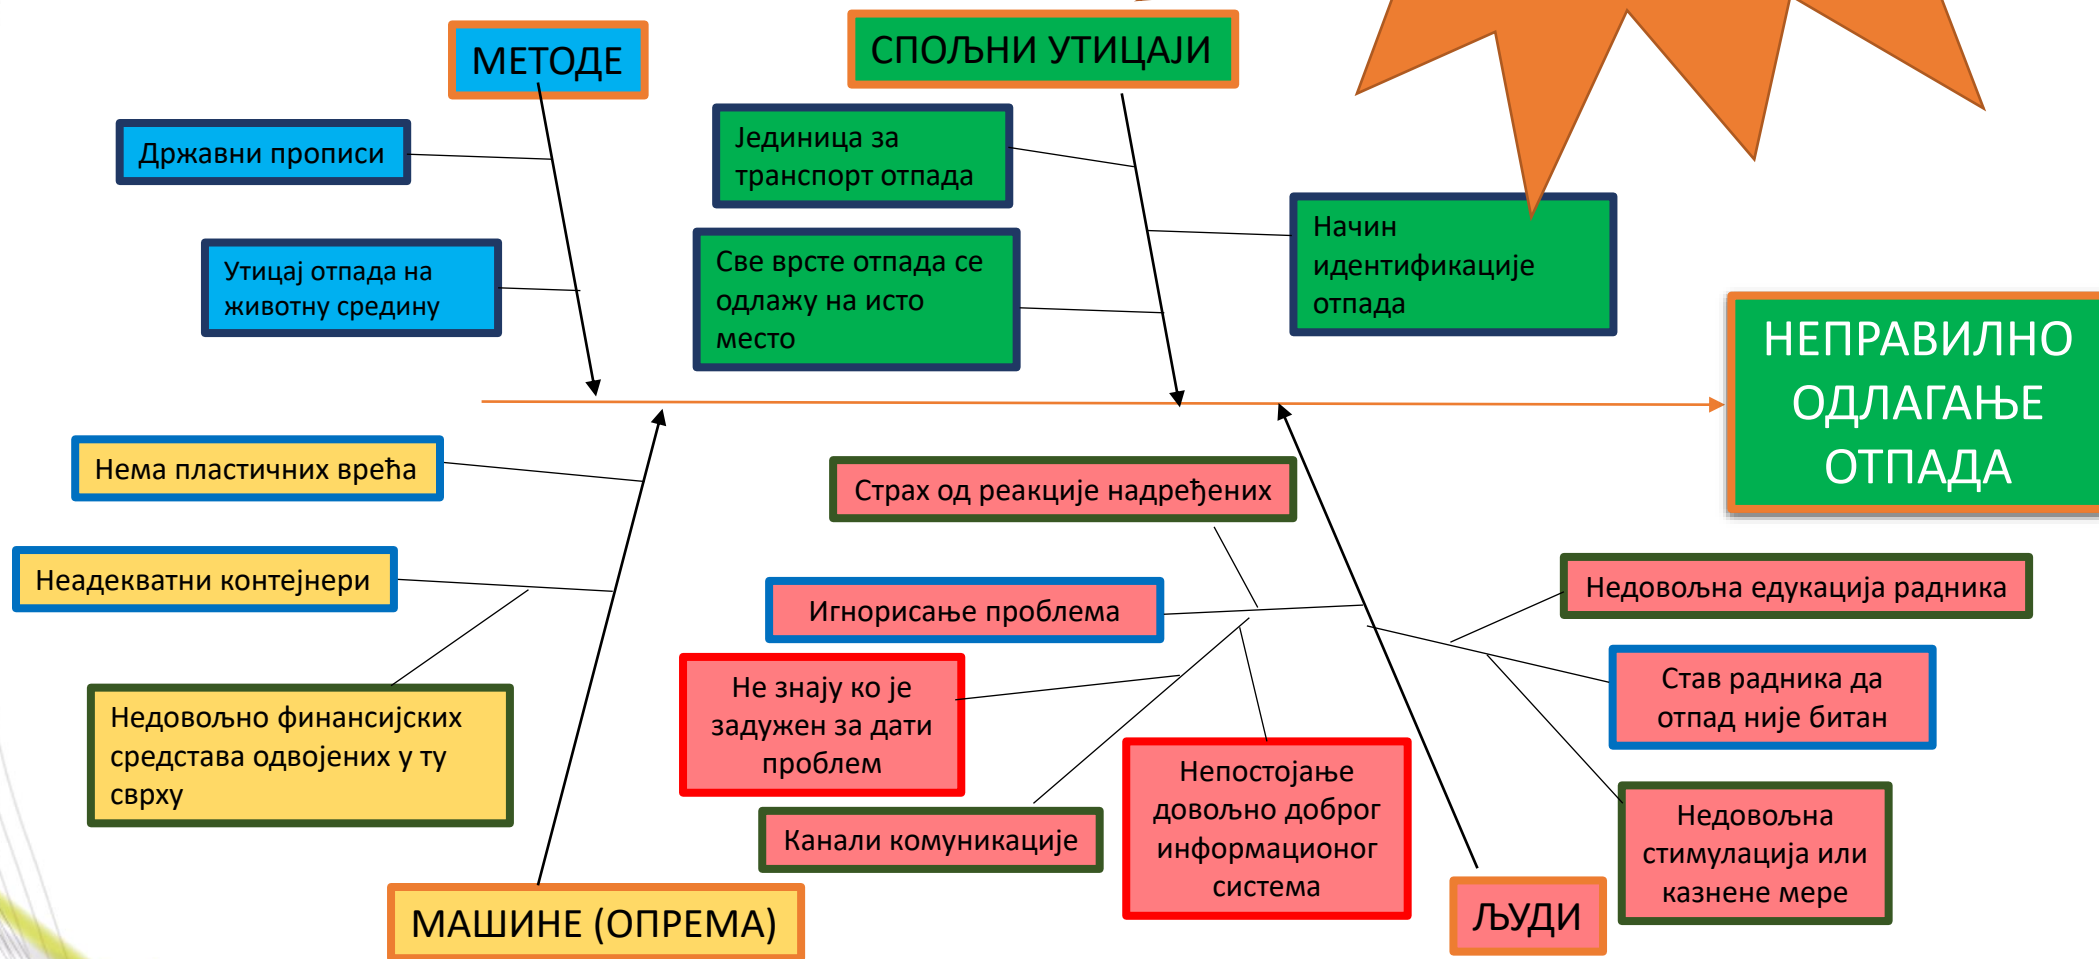 МЕТОДЕ
СПОЉНИ УТИЦАЈИ
Државни прописи
Јединица за
транспорт отпада
Утицај отпада на
животну средину
Све врсте отпада се
одлажу на исто
место
Начин
идентификације
отпада
НЕПРАВИЛНО
ОДЛАГАЊЕ
ОТПАДА
Нема пластичних врећа
Страх од реакције надређених
Неадекватни контејнери
Игнорисање проблема
Недовољна едукација радника
Недовољно финансијских
средстава одвојених у ту
сврху
Не знају ко је
задужен за дати
проблем
Став радника да
отпад није битан
Канали комуникације
Непостојање
довољно доброг
информационог
система
Недовољна
стимулација или
казнене мере
МАШИНЕ (ОПРЕМА)
ЉУДИ